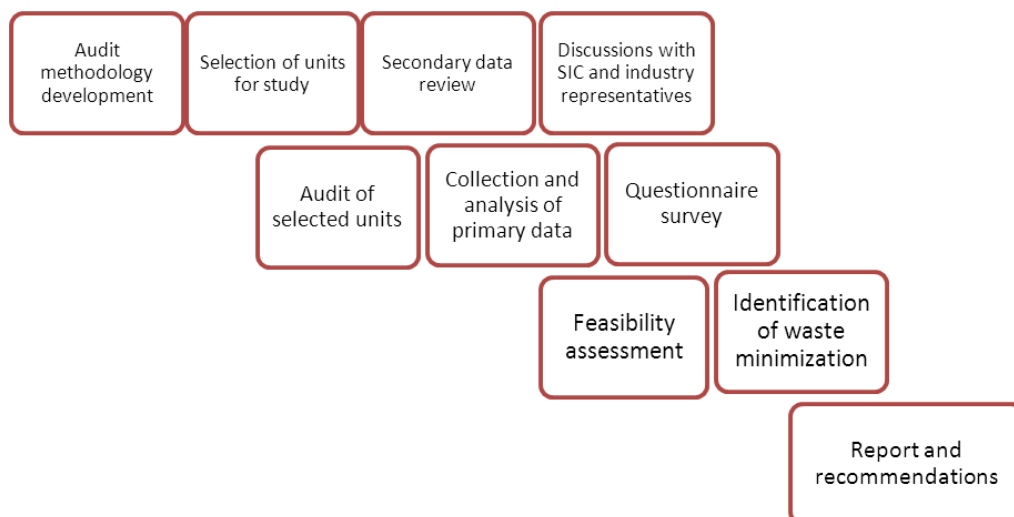 Audit
methodology
development
Selection of units
for study
Secondary data
review
Discussions with
SIC and industry
representatives
Audit of
selected units
Collection and
analysis of
primary data
Questionnaire
survey
Feasibility
assessment
Identification
of waste
minimization
Report and
recommendations